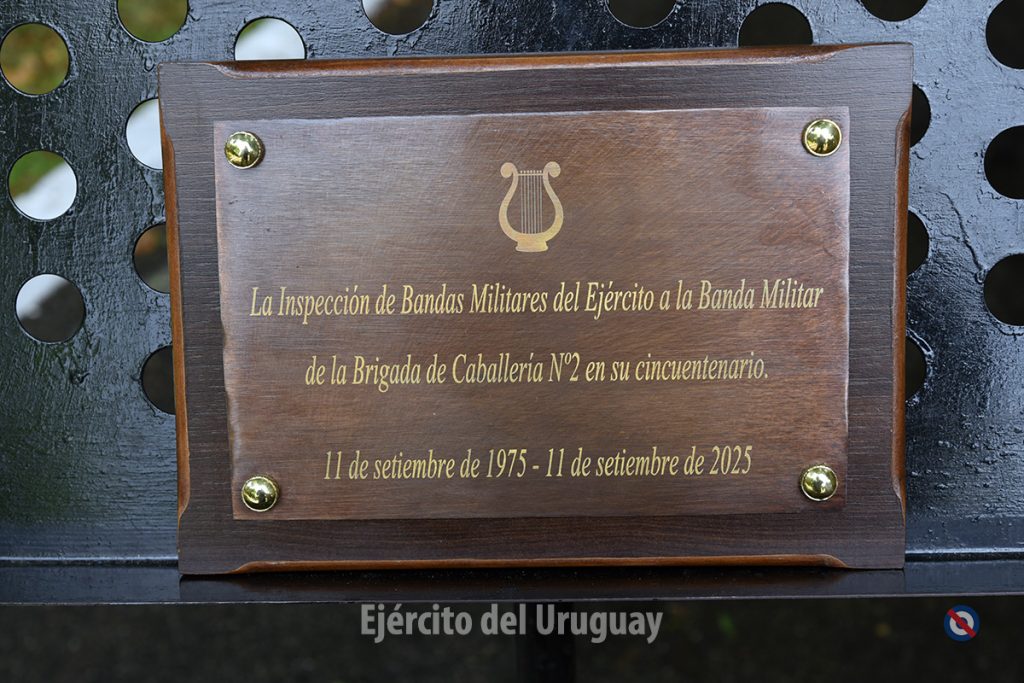 La Inspección de Bandas Militares del Ejército a la Banda Militar
de la Brigada de Caballería Nº2 en su cincuentenario.
11 de setiembre de 1975 - 11 de setiembre de 2025
Ejército del Uruguay